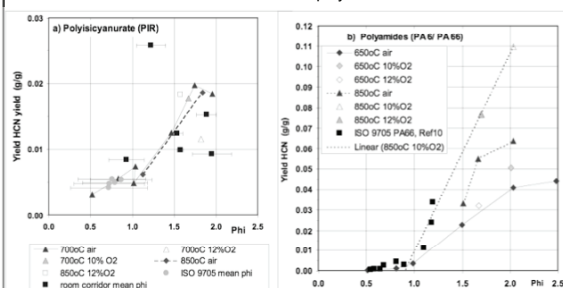 a) Polyisicyanurate (PIR)
Yield HCN yield (g/g)
0.03
0.02
0.01
0.00
0.0 0.5 1.0 1.5 2.0 2.5
Phi
700oC air
700oC 12%O2
700oC 10% O2
850oC air
850oC 12%O2
ISO 9705 mean phi
room corridor mean phi
b) Polyamides (PA6/ PA66)
Yield HCN (g/g)
0.12
0.11
0.10
0.09
0.08
0.07
0.06
0.05
0.04
0.03
0.02
0.01
0.00
650oC air
650oC 10%O2
650oC 12%O2
850oC air
850oC 10%O2
850oC 12%O2
ISO 9705 PA66, Ref10
Linear (850oC 10%O2)
0.0 0.5 1.0 1.5 2.0 Phi 2.5